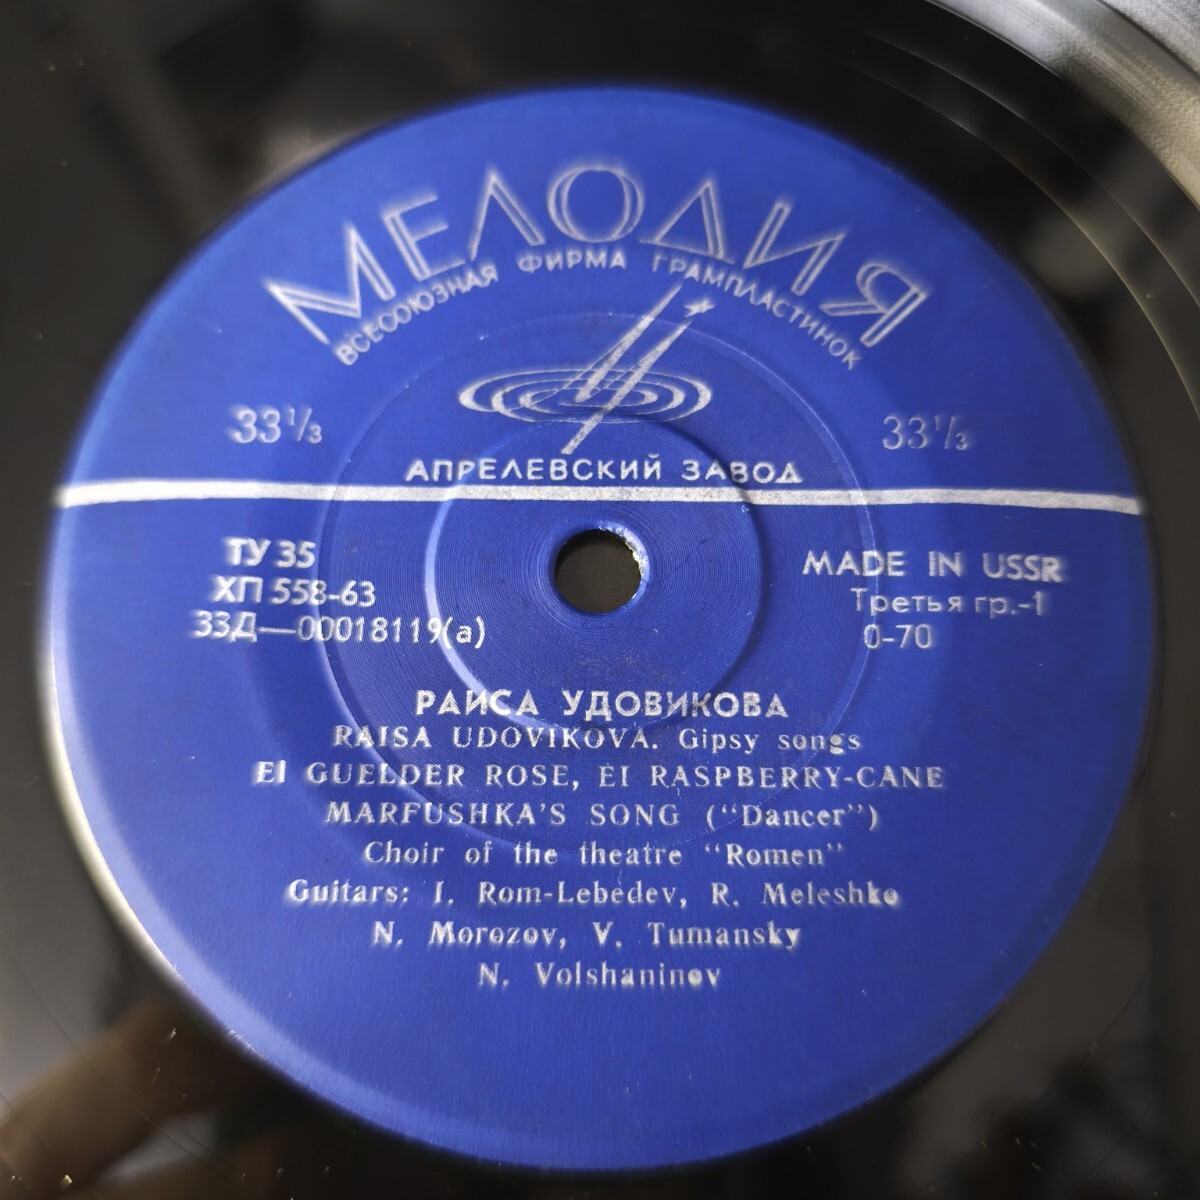 МЕЛОДИЯ
ВСЕСОЮЗНАЯ ФИРМА ГРАМПЛАСТИНОК
33⅓ 33⅓
АПРЕЛЕВСКИЙ ЗАВОД
ТУ 35
ХП 558-63
33Д—00018119(а)
MADE IN USSR
Третья гр.-1
0-70
РАИСА УДОВИКОВА
RAISA UDOVIKOVA. Gipsy songs
EI GUELDER ROSE, EI RASPBERRY-CANE
MARFUSHKA'S SONG ("Dancer")
Choir of the theatre "Romen"
Guitars: I. Rom-Lebedev, R. Meleshko
N. Morozov, V. Tumansky
N. Volshaninov